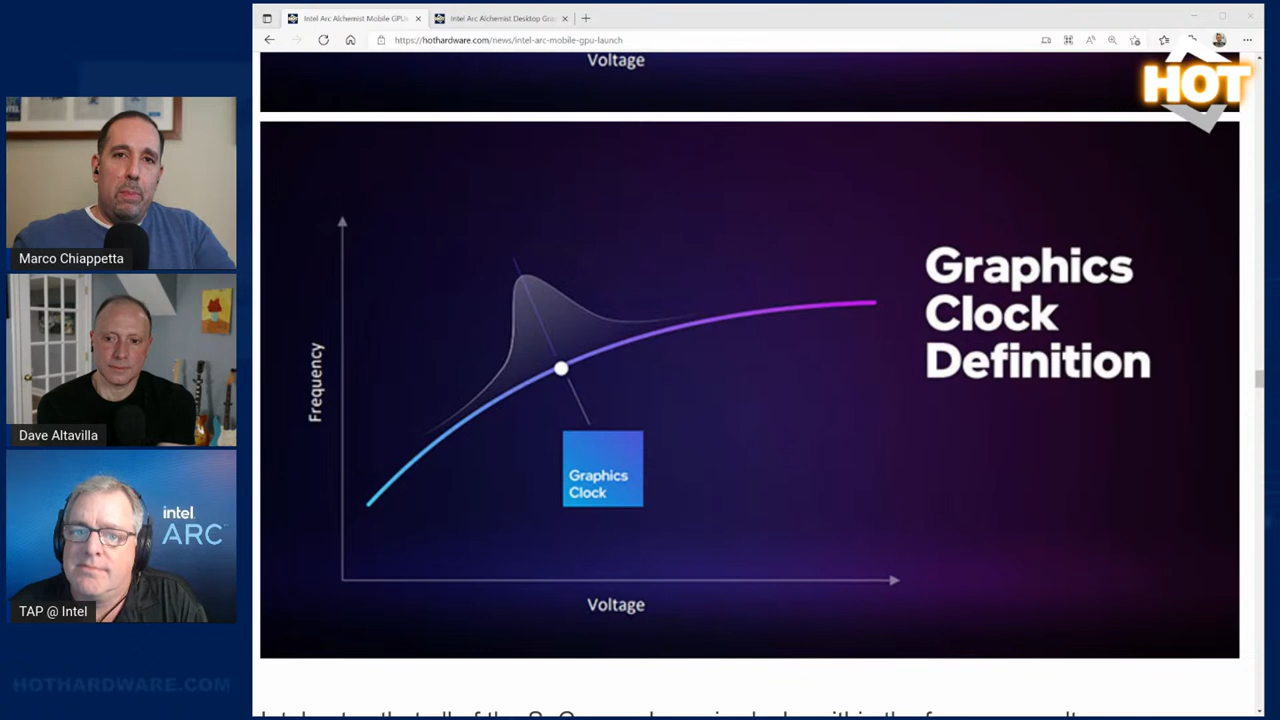 Intel Arc Alchemist Mobile GPUs
Intel Arc Alchemist Desktop Gra
https://hothardware.com/news/intel-arc-mobile-gpu-launch
HOT
Voltage
Graphics
Clock
Definition
Frequency
Graphics
Clock
Voltage
Marco Chiappetta
Dave Altavilla
intel
ARC
TAP @ Intel
HOTHARDWARE.COM